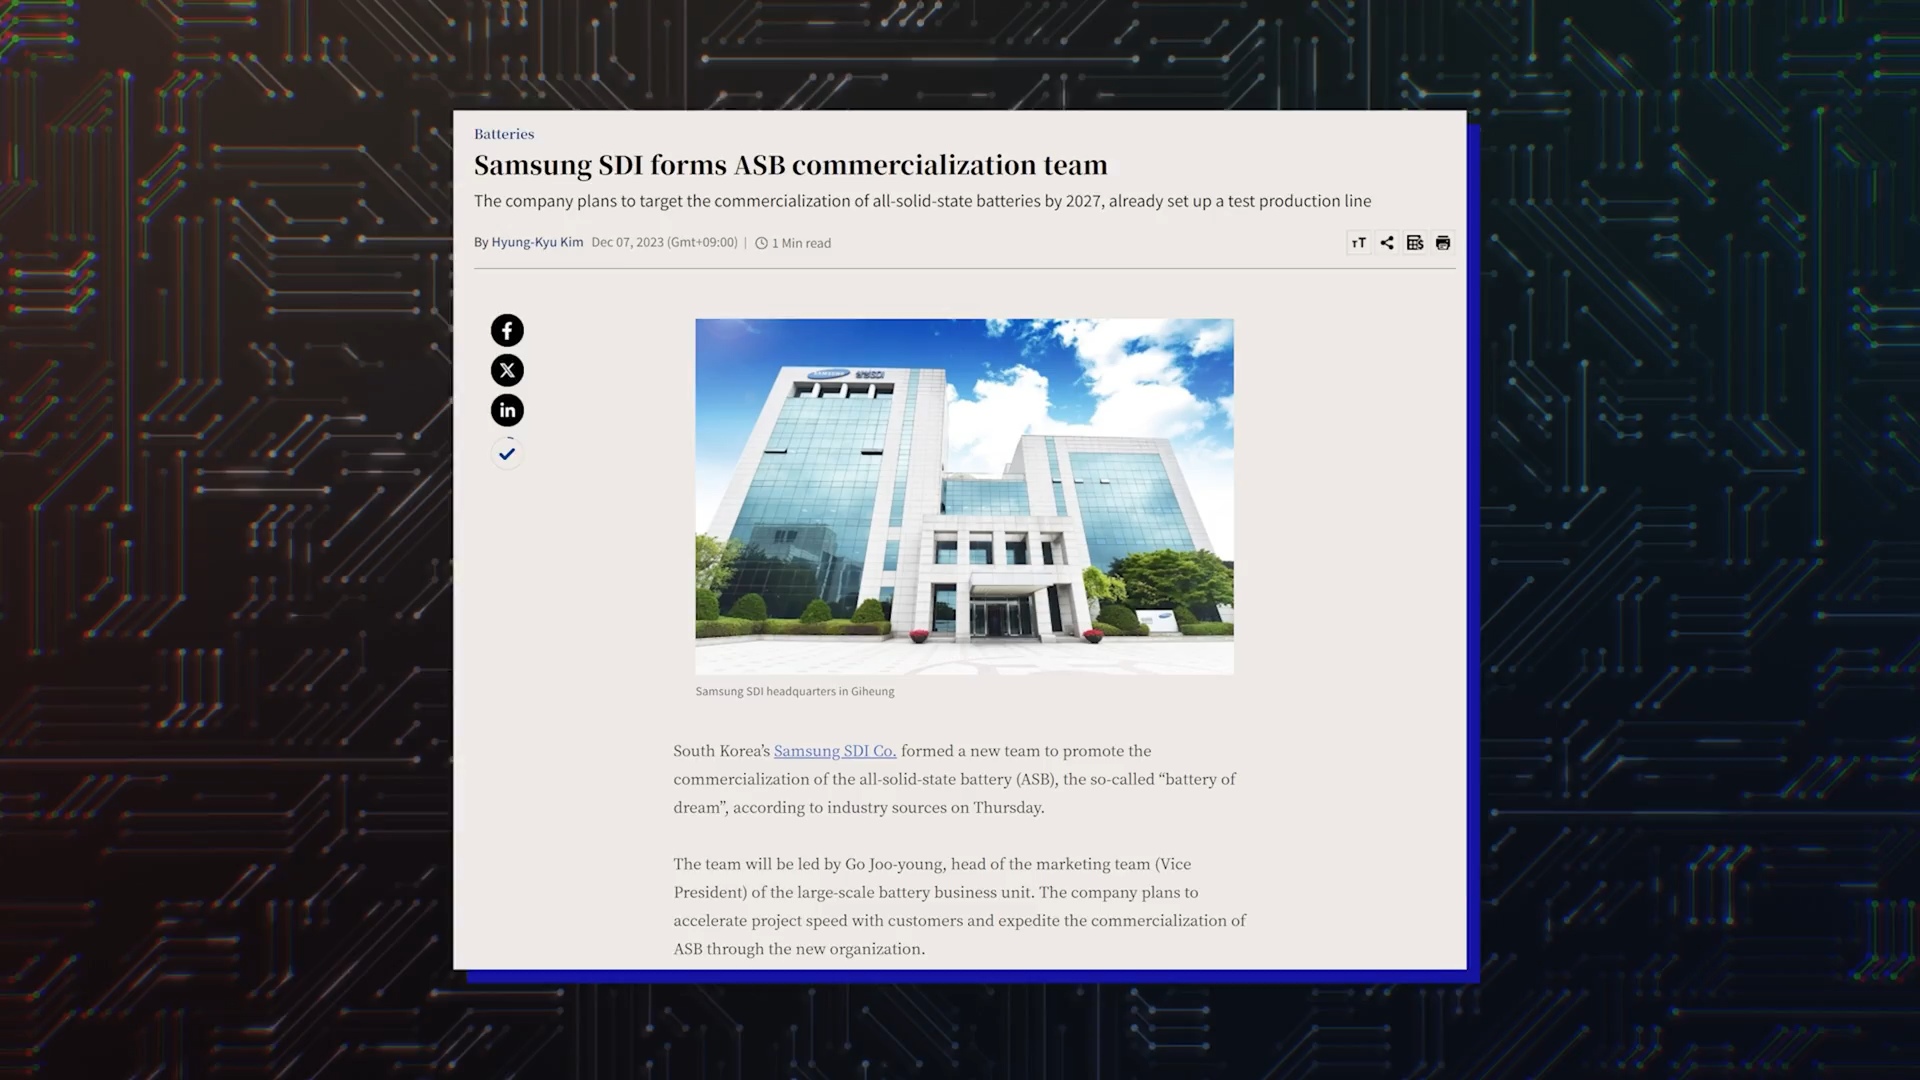 Batteries
Samsung SDI forms ASB commercialization team
The company plans to target the commercialization of all-solid-state batteries by 2027, already set up a test production line
By Hyung-Kyu Kim Dec 07, 2023 (Gmt+09:00) | 1 Min read
TT
SAMSUNG
Samsung SDI headquarters in Giheung
South Korea's Samsung SDI Co. formed a new team to promote the
commercialization of the all-solid-state battery (ASB), the so-called “battery of
dream”, according to industry sources on Thursday.
The team will be led by Go Joo-young, head of the marketing team (Vice
President) of the large-scale battery business unit. The company plans to
accelerate project speed with customers and expedite the commercialization of
ASB through the new organization.